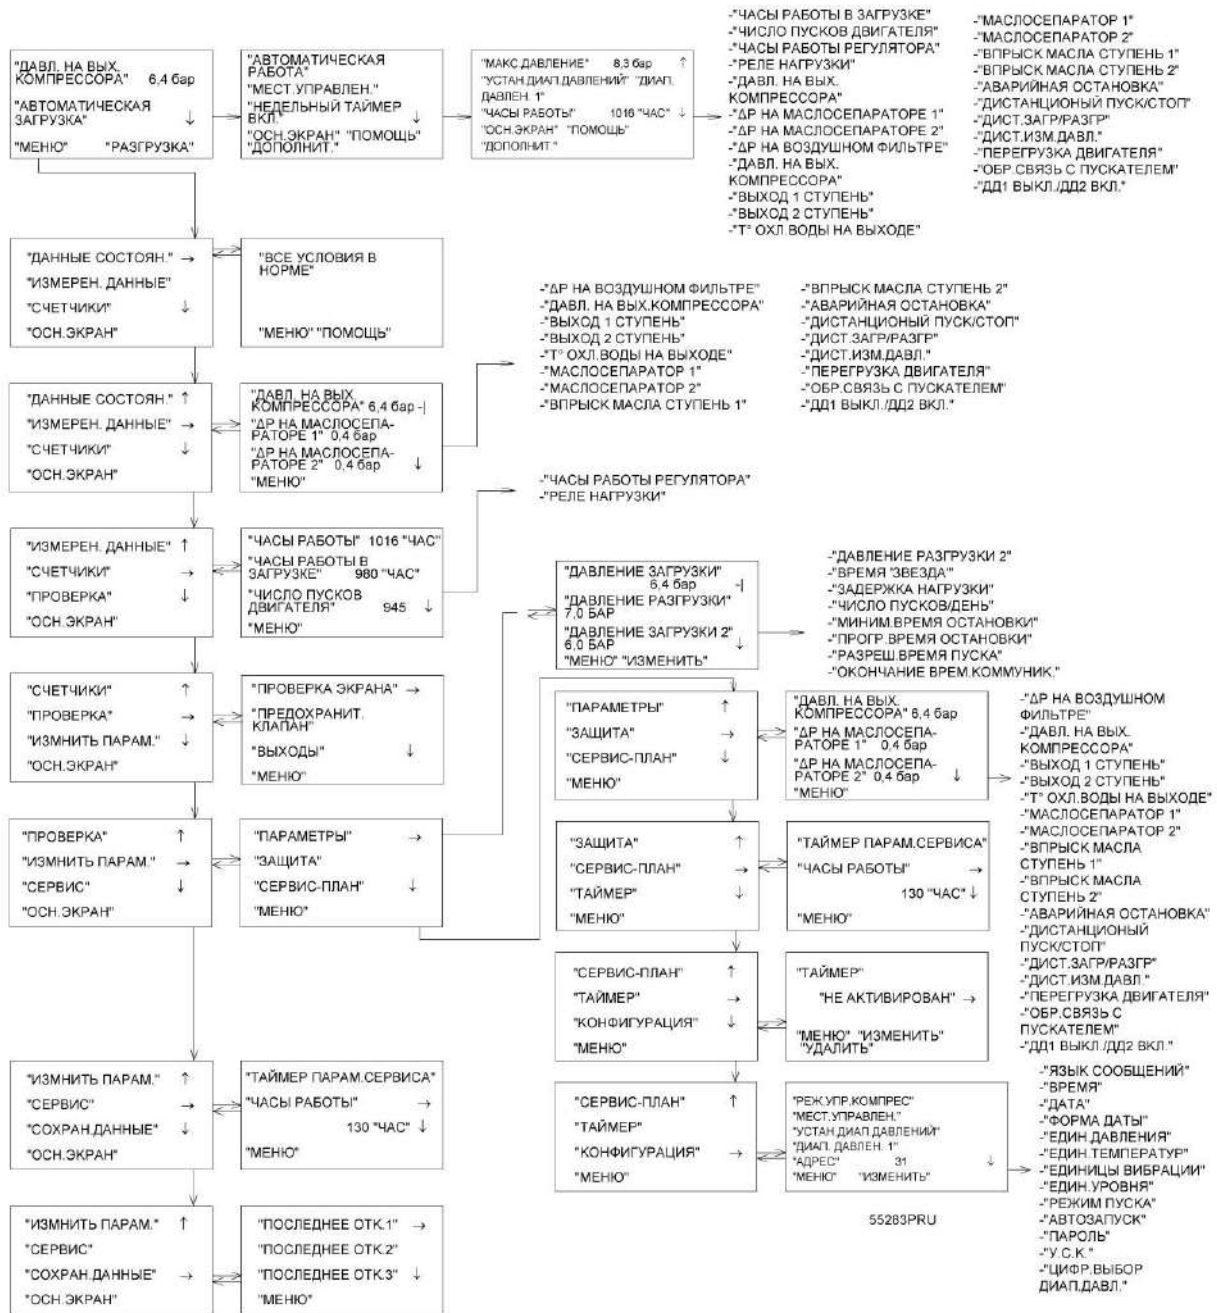 "ДАВЛ. НА ВЫХ.
КОМПРЕССОРА" 6,4 бар
"АВТОМАТИЧЕСКАЯ
ЗАГРУЗКА" ↓
"МЕНЮ" "РАЗГРУЗКА"
"АВТОМАТИЧЕСКАЯ
РАБОТА"
"МЕСТ.УПРАВЛЕН."
"НЕДЕЛЬНЫЙ ТАЙМЕР
ВКЛ." ↓
"ОСН.ЭКРАН" "ПОМОЩЬ"
"ДОПОЛНИТ."
"МАКС.ДАВЛЕНИЕ" 8,3 бар ↑
"УСТАН.ДИАП.ДАВЛЕНИЙ" "ДИАП.
ДАВЛЕН. 1"
"ЧАСЫ РАБОТЫ" 1016 "ЧАС" ↓
"ОСН.ЭКРАН" "ПОМОЩЬ"
"ДОПОЛНИТ."
-"ЧАСЫ РАБОТЫ В ЗАГРУЗКЕ"
-"ЧИСЛО ПУСКОВ ДВИГАТЕЛЯ"
-"ЧАСЫ РАБОТЫ РЕГУЛЯТОРА"
-"РЕЛЕ НАГРУЗКИ"
-"ДАВЛ. НА ВЫХ.
КОМПРЕССОРА"
-"ΔР НА МАСЛОСЕПАРАТОРЕ 1"
-"ΔР НА МАСЛОСЕПАРАТОРЕ 2"
-"ΔР НА ВОЗДУШНОМ ФИЛЬТРЕ"
-"ДАВЛ. НА ВЫХ.
КОМПРЕССОРА"
-"ВЫХОД 1 СТУПЕНЬ"
-"ВЫХОД 2 СТУПЕНЬ"
-"Т° ОХЛ.ВОДЫ НА ВЫХОДЕ"
-"МАСЛОСЕПАРАТОР 1"
-"МАСЛОСЕПАРАТОР 2"
-"ВПРЫСК МАСЛА СТУПЕНЬ 1"
-"ВПРЫСК МАСЛА СТУПЕНЬ 2"
-"АВАРИЙНАЯ ОСТАНОВКА"
-"ДИСТАНЦИОНЫЙ ПУСК/СТОП"
-"ДИСТ.ЗАГР/РАЗГР"
-"ДИСТ.ИЗМ.ДАВЛ."
-"ПЕРЕГРУЗКА ДВИГАТЕЛЯ"
-"ОБР.СВЯЗЬ С ПУСКАТЕЛЕМ"
-"ДД1 ВЫКЛ./ДД2 ВКЛ."
"ДАННЫЕ СОСТОЯН." →
"ИЗМЕРЕН. ДАННЫЕ"
"СЧЕТЧИКИ" ↓
"ОСН.ЭКРАН"
"ВСЕ УСЛОВИЯ В
НОРМЕ"
"МЕНЮ" "ПОМОЩЬ"
"ДАННЫЕ СОСТОЯН." ↑
"ИЗМЕРЕН. ДАННЫЕ" →
"СЧЕТЧИКИ" ↓
"ОСН.ЭКРАН"
"ДАВЛ. НА ВЫХ.
КОМПРЕССОРА" 6,4 бар -|
"ΔР НА МАСЛОСЕПА-
РАТОРЕ 1" 0,4 бар
"ΔР НА МАСЛОСЕПА-
РАТОРЕ 2" 0,4 бар ↓
"МЕНЮ"
-"ΔР НА ВОЗДУШНОМ ФИЛЬТРЕ"
-"ДАВЛ. НА ВЫХ.КОМПРЕССОРА"
-"ВЫХОД 1 СТУПЕНЬ"
-"ВЫХОД 2 СТУПЕНЬ"
-"Т° ОХЛ.ВОДЫ НА ВЫХОДЕ"
-"МАСЛОСЕПАРАТОР 1"
-"МАСЛОСЕПАРАТОР 2"
-"ВПРЫСК МАСЛА СТУПЕНЬ 1"
-"ВПРЫСК МАСЛА СТУПЕНЬ 2"
-"АВАРИЙНАЯ ОСТАНОВКА"
-"ДИСТАНЦИОНЫЙ ПУСК/СТОП"
-"ДИСТ.ЗАГР/РАЗГР"
-"ДИСТ.ИЗМ.ДАВЛ."
-"ПЕРЕГРУЗКА ДВИГАТЕЛЯ"
-"ОБР.СВЯЗЬ С ПУСКАТЕЛЕМ"
-"ДД1 ВЫКЛ./ДД2 ВКЛ."
"ИЗМЕРЕН. ДАННЫЕ" ↑
"СЧЕТЧИКИ" →
"ПРОВЕРКА" ↓
"ОСН.ЭКРАН"
"ЧАСЫ РАБОТЫ" 1016 "ЧАС"
"ЧАСЫ РАБОТЫ В
ЗАГРУЗКЕ" 980 "ЧАС"
"ЧИСЛО ПУСКОВ
ДВИГАТЕЛЯ" 945 ↓
"МЕНЮ"
-"ЧАСЫ РАБОТЫ РЕГУЛЯТОРА"
-"РЕЛЕ НАГРУЗКИ"
"СЧЕТЧИКИ" ↑
"ПРОВЕРКА" →
"ИЗМНИТЬ ПАРАМ." ↓
"ОСН.ЭКРАН"
"ПРОВЕРКА ЭКРАНА" →
"ПРЕДОХРАНИТ.
КЛАПАН"
"ВЫХОДЫ" ↓
"МЕНЮ"
"ПРОВЕРКА" ↑
"ИЗМНИТЬ ПАРАМ." →
"СЕРВИС" ↓
"ОСН.ЭКРАН"
"ПАРАМЕТРЫ" →
"ЗАЩИТА"
"СЕРВИС-ПЛАН" ↓
"МЕНЮ"
"ДАВЛЕНИЕ ЗАГРУЗКИ"
6,4 бар -|
"ДАВЛЕНИЕ РАЗГРУЗКИ"
7,0 БАР
"ДАВЛЕНИЕ ЗАГРУЗКИ 2"
6,0 БАР ↓
"МЕНЮ" "ИЗМЕНИТЬ"
-"ДАВЛЕНИЕ РАЗГРУЗКИ 2"
-"ВРЕМЯ 'ЗВЕЗДА'"
-"ЗАДЕРЖКА НАГРУЗКИ"
-"ЧИСЛО ПУСКОВ/ДЕНЬ"
-"МИНИМ.ВРЕМЯ ОСТАНОВКИ"
-"ПРОГР.ВРЕМЯ ОСТАНОВКИ"
-"РАЗРЕШ.ВРЕМЯ ПУСКА"
-"ОКОНЧАНИЕ ВРЕМ.КОММУНИК."
"ПАРАМЕТРЫ" ↑
"ЗАЩИТА" →
"СЕРВИС-ПЛАН" ↓
"МЕНЮ"
"ДАВЛ. НА ВЫХ.
КОМПРЕССОРА" 6,4 бар
"ΔР НА МАСЛОСЕПА-
РАТОРЕ 1" 0,4 бар
"ΔР НА МАСЛОСЕПА-
РАТОРЕ 2" 0,4 бар ↓
"МЕНЮ"
-"ΔР НА ВОЗДУШНОМ
ФИЛЬТРЕ"
-"ДАВЛ. НА ВЫХ.
КОМПРЕССОРА"
-"ВЫХОД 1 СТУПЕНЬ"
-"ВЫХОД 2 СТУПЕНЬ"
-"Т° ОХЛ.ВОДЫ НА ВЫХОДЕ"
-"МАСЛОСЕПАРАТОР 1"
-"МАСЛОСЕПАРАТОР 2"
-"ВПРЫСК МАСЛА
СТУПЕНЬ 1"
-"ВПРЫСК МАСЛА
СТУПЕНЬ 2"
-"АВАРИЙНАЯ ОСТАНОВКА"
-"ДИСТАНЦИОНЫЙ
ПУСК/СТОП"
-"ДИСТ.ЗАГР/РАЗГР"
-"ДИСТ.ИЗМ.ДАВЛ."
-"ПЕРЕГРУЗКА ДВИГАТЕЛЯ"
-"ОБР.СВЯЗЬ С
ПУСКАТЕЛЕМ"
-"ДД1 ВЫКЛ./ДД2 ВКЛ."
"ЗАЩИТА" ↑
"СЕРВИС-ПЛАН" →
"ТАЙМЕР" ↓
"МЕНЮ"
"ТАЙМЕР ПАРАМ.СЕРВИСА"
"ЧАСЫ РАБОТЫ" →
130 "ЧАС" ↓
"МЕНЮ"
"СЕРВИС-ПЛАН" ↑
"ТАЙМЕР" →
"КОНФИГУРАЦИЯ" ↓
"МЕНЮ"
"ТАЙМЕР"
"НЕ АКТИВИРОВАН" →
"МЕНЮ" "ИЗМЕНИТЬ"
"УДАЛИТЬ"
"ИЗМНИТЬ ПАРАМ." ↑
"СЕРВИС" →
"СОХРАН.ДАННЫЕ" ↓
"ОСН.ЭКРАН"
"ТАЙМЕР ПАРАМ.СЕРВИСА"
"ЧАСЫ РАБОТЫ" →
130 "ЧАС" ↓
"МЕНЮ"
"СЕРВИС-ПЛАН" ↑
"ТАЙМЕР"
"КОНФИГУРАЦИЯ" →
"МЕНЮ"
"РЕЖ.УПР.КОМПРЕС"
"МЕСТ.УПРАВЛЕН."
"УСТАН.ДИАП.ДАВЛЕНИЙ"
"ДИАП. ДАВЛЕН. 1"
"АДРЕС" 31 ↓
"МЕНЮ" "ИЗМЕНИТЬ"
-"ЯЗЫК СООБЩЕНИЙ"
-"ВРЕМЯ"
-"ДАТА"
-"ФОРМА ДАТЫ"
-"ЕДИН.ДАВЛЕНИЯ"
-"ЕДИН.ТЕМПЕРАТУР"
-"ЕДИНИЦЫ ВИБРАЦИИ"
-"ЕДИН.УРОВНЯ"
-"РЕЖИМ ПУСКА"
-"АВТОЗАПУСК"
-"ПАРОЛЬ"
-"У.С.К."
-"ЦИФР.ВЫБОР
ДИАП.ДАВЛ."
"ИЗМНИТЬ ПАРАМ." ↑
"СЕРВИС"
"СОХРАН.ДАННЫЕ" →
"ОСН.ЭКРАН"
"ПОСЛЕДНЕЕ ОТК.1" →
"ПОСЛЕДНЕЕ ОТК.2"
"ПОСЛЕДНЕЕ ОТК.3" ↓
"МЕНЮ"
55283PRU